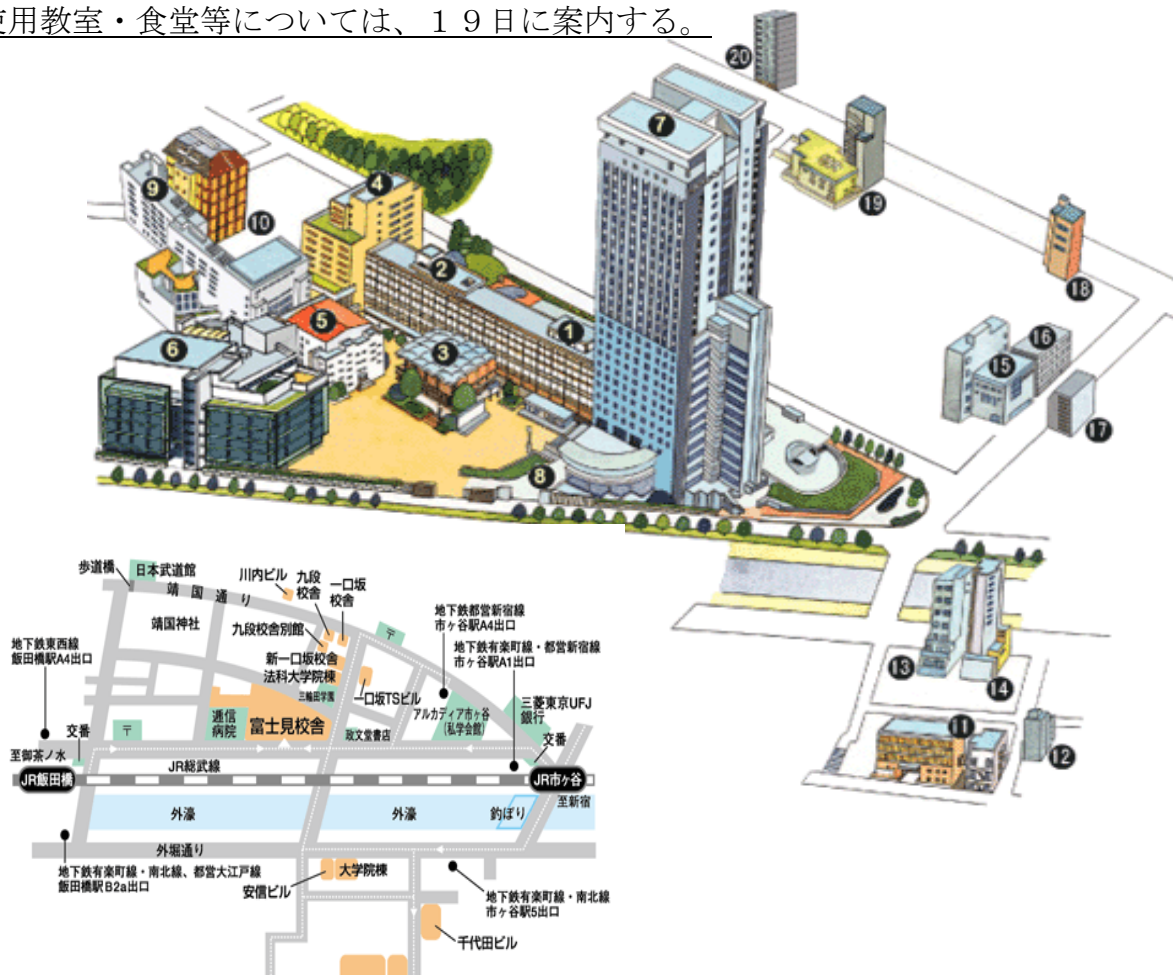 使用教室・食堂等については、１９日に案内する。
20
7
19
4
9
10
18
2
1
5
3
16
6
15
17
8
13
14
11
12
歩道橋
日本武道館
靖国通り
川内ビル
九段
校舎
一口坂
校舎
靖国神社
九段校舎別館
〒
地下鉄都営新宿線
市ヶ谷駅A4出口
地下鉄東西線
飯田橋駅A4出口
新一口坂校舎
法科大学院棟
地下鉄有楽町線・都営新宿線
市ヶ谷駅A1出口
三輪田学園
一口坂TSビル
アルカディア市ヶ谷
(私学会館)
三菱東京UFJ
銀行
交番
〒
逓信
病院
富士見校舎
政文堂書店
交番
至御茶ノ水
JR総武線
JR飯田橋
JR市ヶ谷
至新宿
外濠
外濠
釣ぼり
外堀通り
地下鉄有楽町線・南北線、都営大江戸線
飯田橋駅B2a出口
安信ビル
大学院棟
地下鉄有楽町線・南北線
市ヶ谷駅5出口
千代田ビル